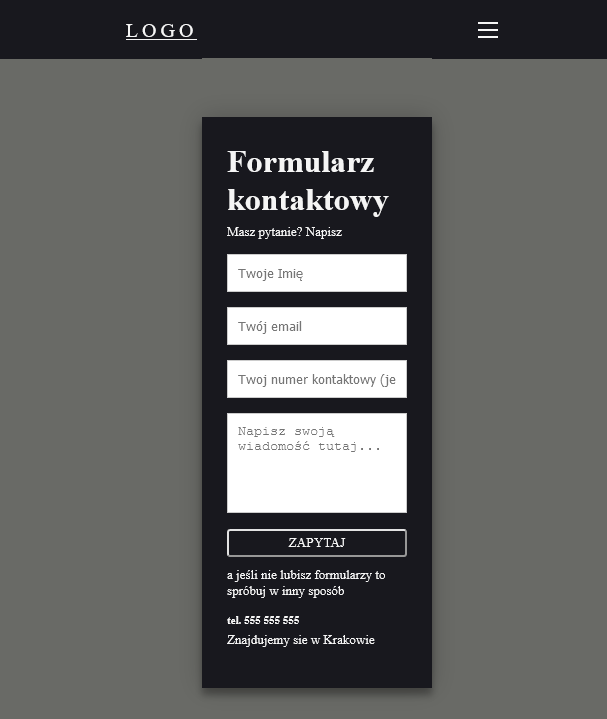 LOGO
Formularz
kontaktowy
Masz pytanie? Napisz
Twoje Imię
Twój email
Twoj numer kontaktowy (je
Napisz swoją
wiadomość tutaj...
ZAPYTAJ
a jeśli nie lubisz formularzy to
spróbuj w inny sposób
tel. 555 555 555
Znajdujemy sie w Krakowie